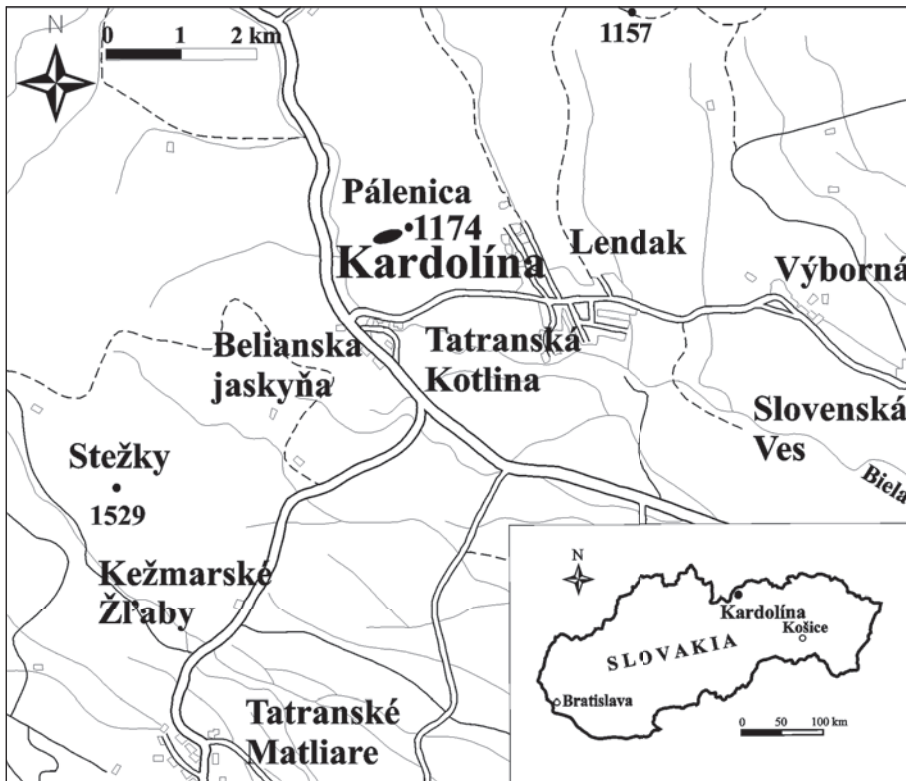 N
0 1 2 km
1157
Pálenica
1174
Kardolína
Lendak
Výborná
Belianska
jaskyňa
Tatranská
Kotlina
Slovenská
Ves
Biela
Stežky
1529
Kežmarské
Žľaby
Tatranské
Matliare
N
Kardolína
Košice
SLOVAKIA
Bratislava
0 50 100 km